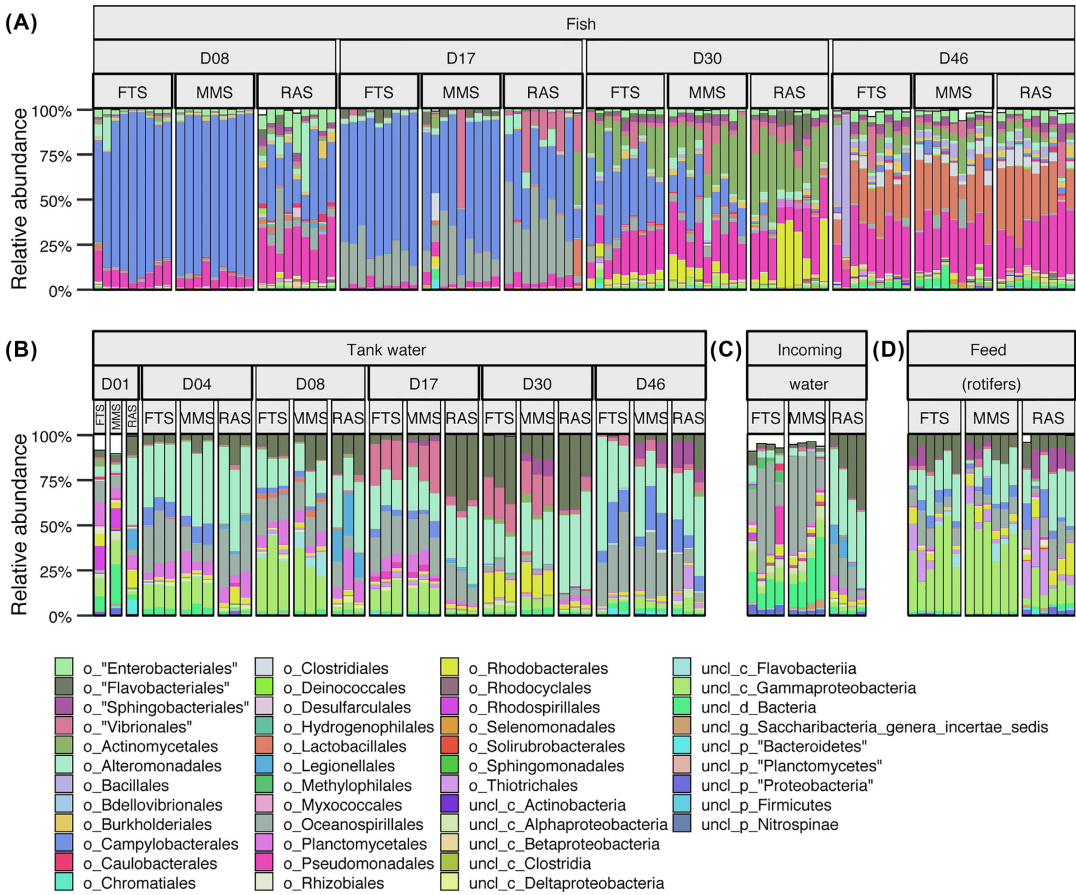 (A)
Fish
D08 D17 D30 D46
FTS MMS RAS FTS MMS RAS FTS MMS RAS FTS MMS RAS
Relative abundance
100%
75%
50%
25%
0%
(B) (C) (D)
Tank water Incoming Feed
D01 D04 D08 D17 D30 D46 water (rotifers)
FTS MMS RAS FTS MMS RAS FTS MMS RAS FTS MMS RAS FTS MMS RAS FTS MMS RAS FTS MMS RAS FTS MMS RAS
Relative abundance
100%
75%
50%
25%
0%
o_"Enterobacteriales" o_Clostridiales o_Rhodobacterales uncl_c_Flavobacteriia
o_"Flavobacteriales" o_Deinococcales o_Rhodocyclales uncl_c_Gammaproteobacteria
o_"Sphingobacteriales" o_Desulfarculales o_Rhodospirillales uncl_d_Bacteria
o_"Vibrionales" o_Hydrogenophilales o_Selenomonadales uncl_g_Saccharibacteria_genera_incertae_sedis
o_Actinomycetales o_Lactobacillales o_Solirubrobacterales uncl_p_"Bacteroidetes"
o_Alteromonadales o_Legionellales o_Sphingomonadales uncl_p_"Planctomycetes"
o_Bacillales o_Methylophilales o_Thiotrichales uncl_p_"Proteobacteria"
o_Bdellovibrionales o_Myxococcales uncl_c_Actinobacteria uncl_p_Firmicutes
o_Burkholderiales o_Oceanospirillales uncl_c_Alphaproteobacteria uncl_p_Nitrospinae
o_Campylobacterales o_Planctomycetales uncl_c_Betaproteobacteria
o_Caulobacterales o_Pseudomonadales uncl_c_Clostridia
o_Chromatiales o_Rhizobiales uncl_c_Deltaproteobacteria